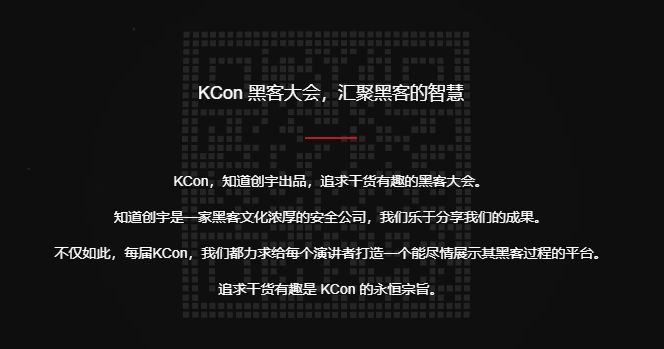 KCon 黑客大会，汇聚黑客的智慧
KCon，知道创宇出品，追求干货有趣的黑客大会。
知道创宇是一家黑客文化浓厚的安全公司，我们乐于分享我们的成果。
不仅如此，每届KCon，我们都力求给每个演讲者打造一个能尽情展示其黑客过程的平台。
追求干货有趣是 KCon 的永恒宗旨。